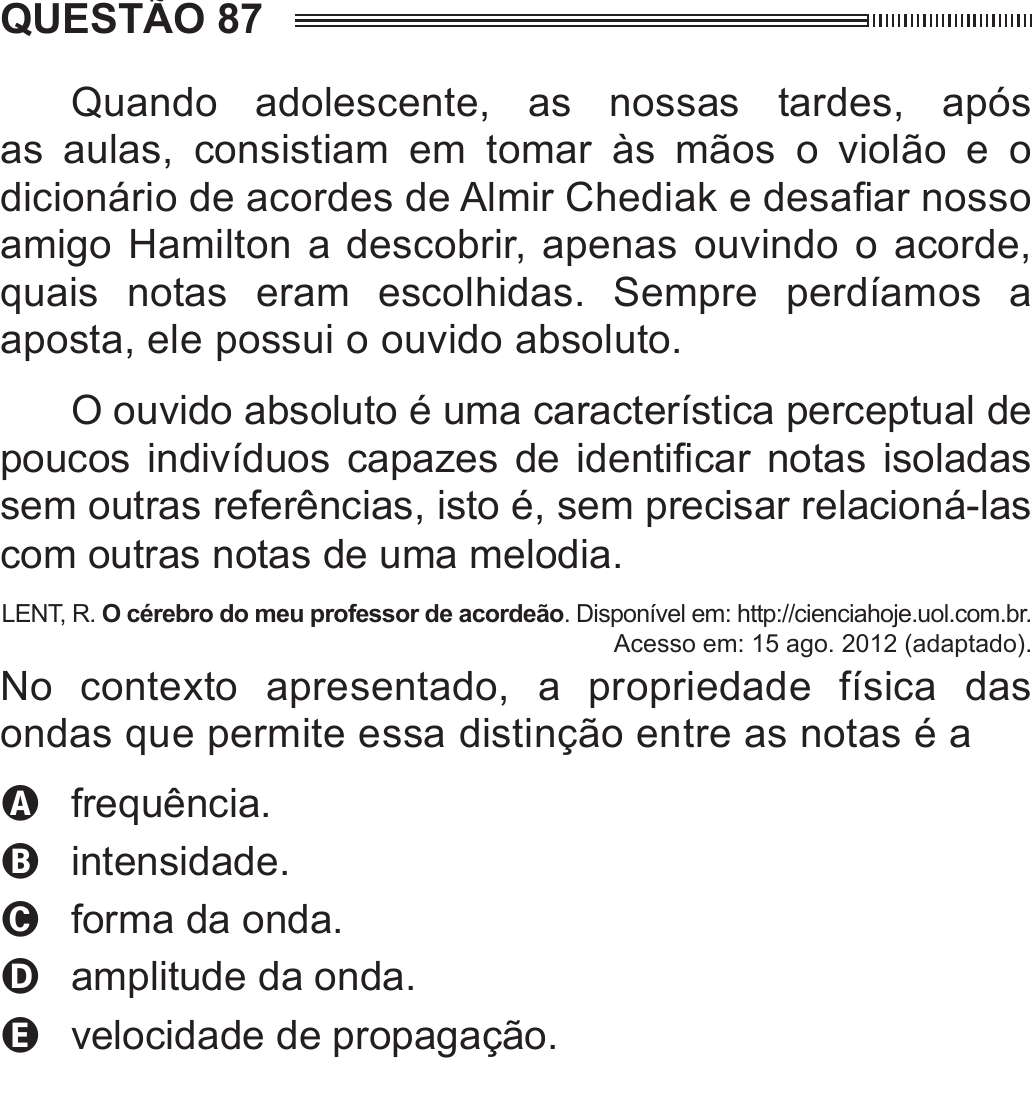 QUESTÃO 87
Quando adolescente, as nossas tardes, após
as aulas, consistiam em tomar às mãos o violão e o
dicionário de acordes de Almir Chediak e desafiar nosso
amigo Hamilton a descobrir, apenas ouvindo o acorde,
quais notas eram escolhidas. Sempre perdíamos a
aposta, ele possui o ouvido absoluto.
O ouvido absoluto é uma característica perceptual de
poucos indivíduos capazes de identificar notas isoladas
sem outras referências, isto é, sem precisar relacioná-las
com outras notas de uma melodia.
LENT, R. O cérebro do meu professor de acordeão. Disponível em: http://cienciahoje.uol.com.br.
Acesso em: 15 ago. 2012 (adaptado).
No contexto apresentado, a propriedade física das
ondas que permite essa distinção entre as notas é a
A frequência.
B intensidade.
C forma da onda.
D amplitude da onda.
E velocidade de propagação.